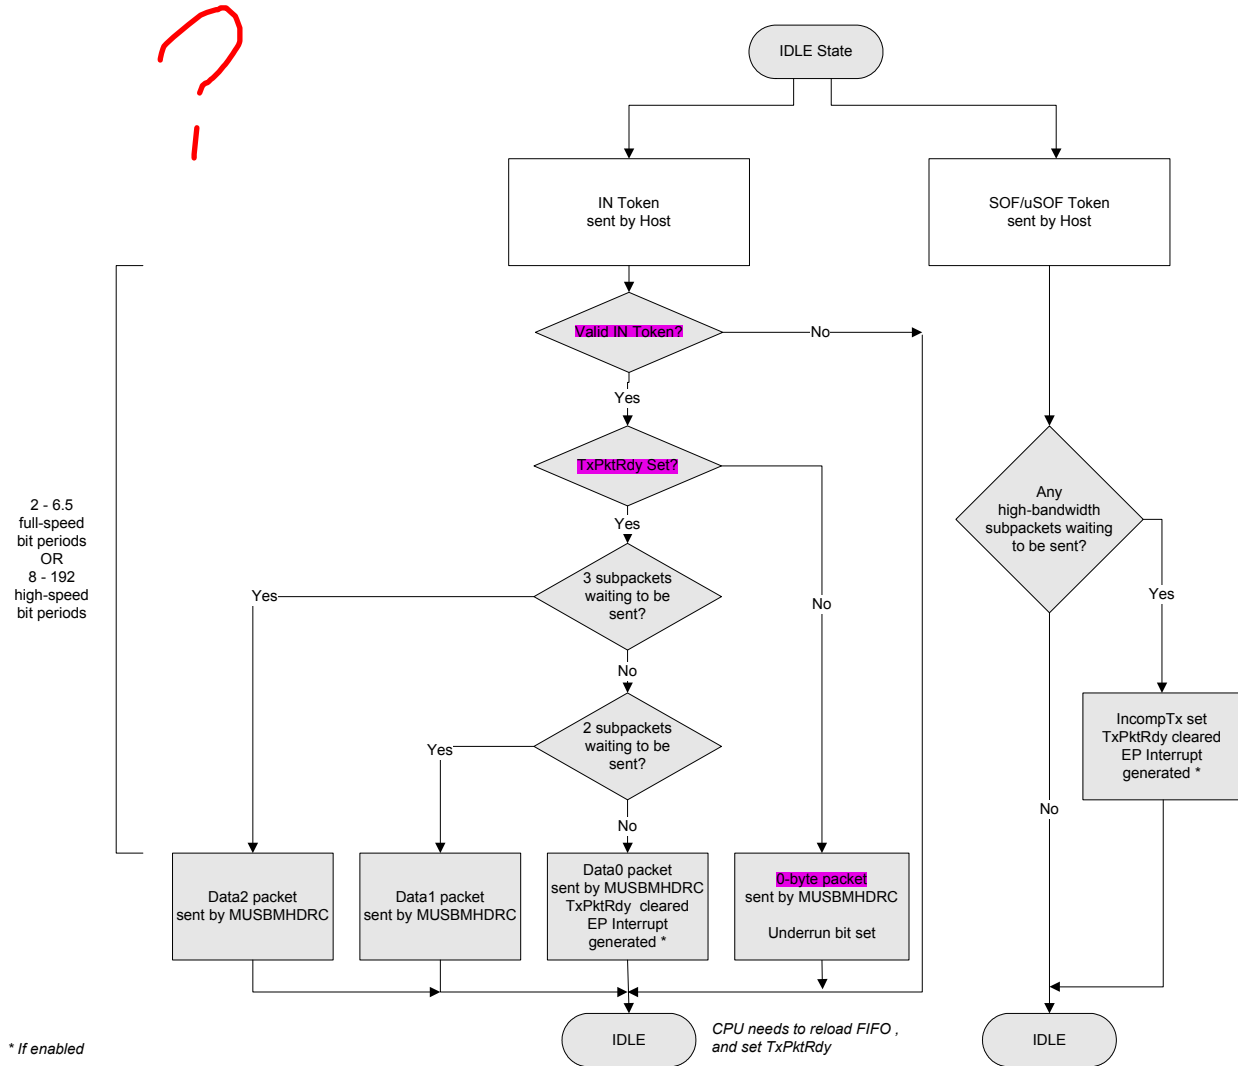 ?
IDLE State
IN Token
sent by Host
SOF/uSOF Token
sent by Host
Valid IN Token?
No
Yes
TxPktRdy Set?
Yes
No
3 subpackets
waiting to be
sent?
Yes
No
2 subpackets
waiting to be
sent?
Yes
No
2 - 6.5
full-speed
bit periods
OR
8 - 192
high-speed
bit periods
Data2 packet
sent by MUSBMHDRC
Data1 packet
sent by MUSBMHDRC
Data0 packet
sent by MUSBMHDRC
TxPktRdy cleared
EP Interrupt
generated *
0-byte packet
sent by MUSBMHDRC
Underrun bit set
Any
high-bandwidth
subpackets waiting
to be sent?
Yes
No
IncompTx set
TxPktRdy cleared
EP Interrupt
generated *
IDLE
CPU needs to reload FIFO ,
and set TxPktRdy
IDLE
* If enabled